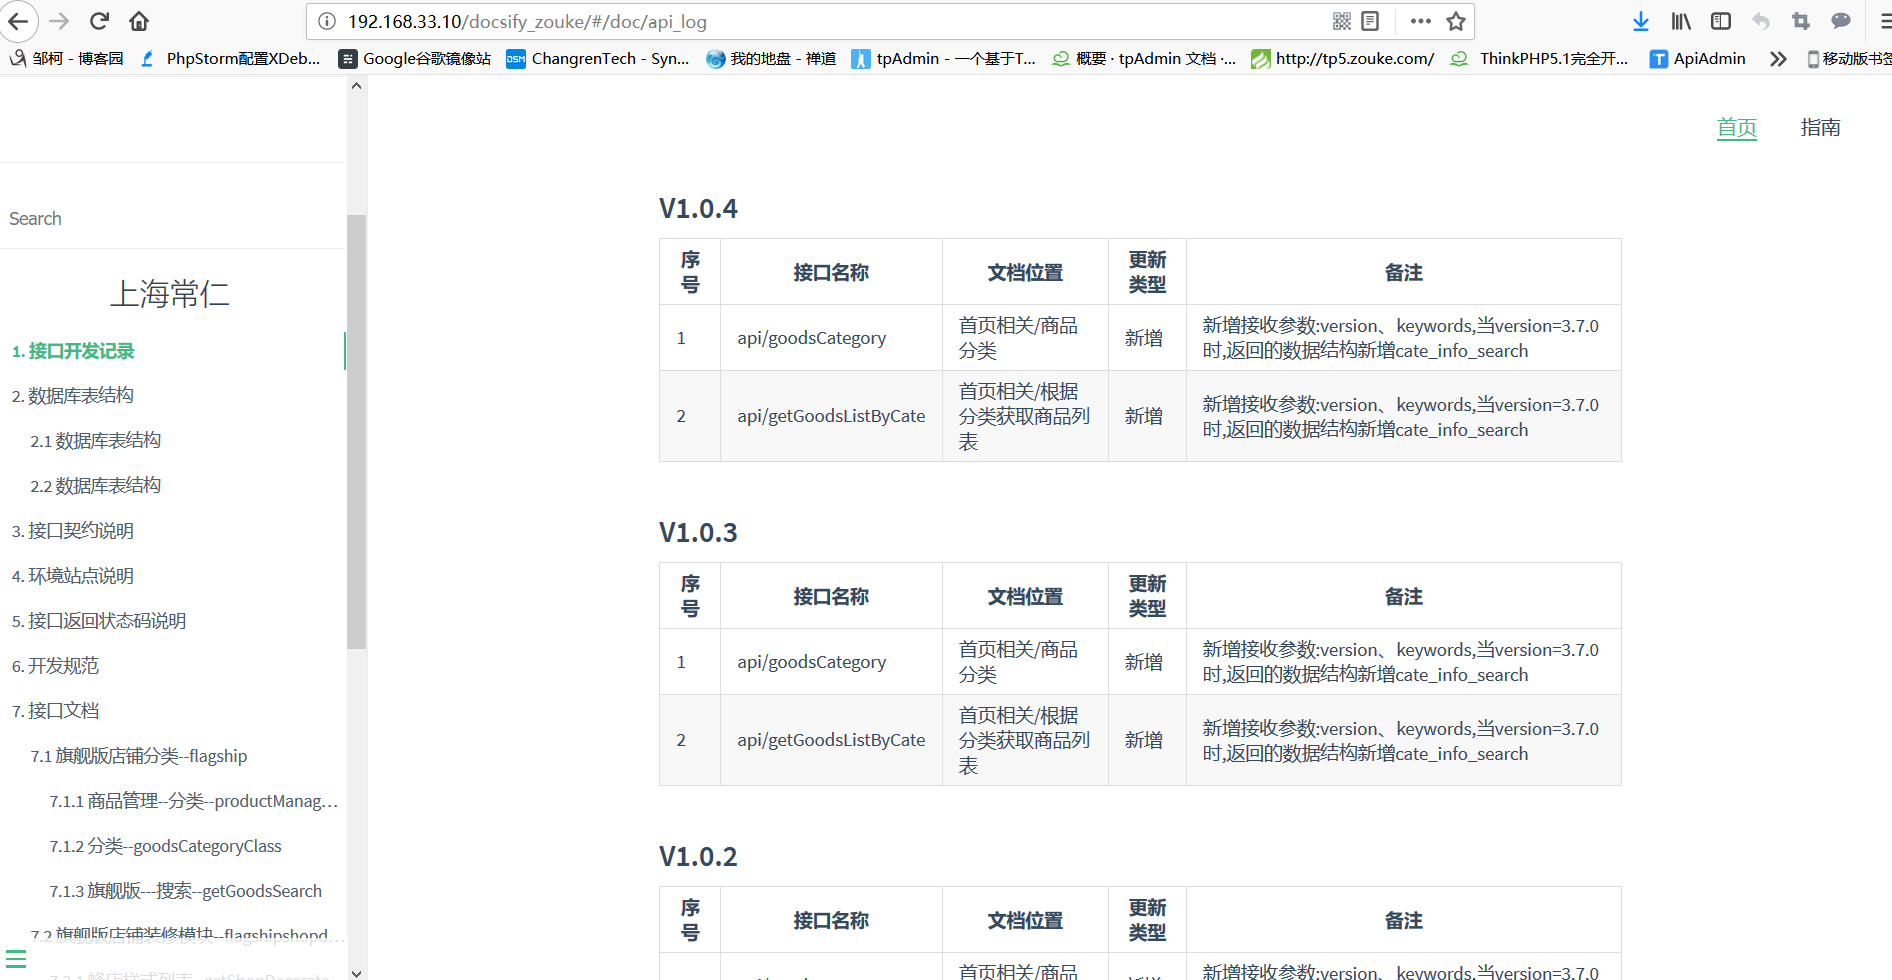 192.168.33.10/docsify_zouke/#/doc/api_log
邹柯 - 博客园
PhpStorm配置XDeb...
Google谷歌镜像站
DSM
ChangrenTech - Syn...
我的地盘 - 禅道
tpAdmin - 一个基于T...
概要 · tpAdmin 文档 ·...
http://tp5.zouke.com/
ThinkPHP5.1完全开...
T
ApiAdmin
移动版书签
首页
指南
Search
上海常仁
1. 接口开发记录
2. 数据库表结构
2.1 数据库表结构
2.2 数据库表结构
3. 接口契约说明
4. 环境站点说明
5. 接口返回状态码说明
6. 开发规范
7. 接口文档
7.1 旗舰版店铺分类--flagship
7.1.1 商品管理--分类--productManag...
7.1.2 分类--goodsCategoryClass
7.1.3 旗舰版---搜索--getGoodsSearch
7.2 旗舰版店铺装修模块--flagshipshopd...
V1.0.4
序号 接口名称 文档位置 更新类型 备注
1 api/goodsCategory 首页相关/商品分类 新增 新增接收参数:version、keywords,当version=3.7.0时,返回的数据结构新增cate_info_search
2 api/getGoodsListByCate 首页相关/根据分类获取商品列表 新增 新增接收参数:version、keywords,当version=3.7.0时,返回的数据结构新增cate_info_search
V1.0.3
序号 接口名称 文档位置 更新类型 备注
1 api/goodsCategory 首页相关/商品分类 新增 新增接收参数:version、keywords,当version=3.7.0时,返回的数据结构新增cate_info_search
2 api/getGoodsListByCate 首页相关/根据分类获取商品列表 新增 新增接收参数:version、keywords,当version=3.7.0时,返回的数据结构新增cate_info_search
V1.0.2
序号 接口名称 文档位置 更新类型 备注
首页相关/商品 新增接收参数:version、keywords,当version=3.7.0